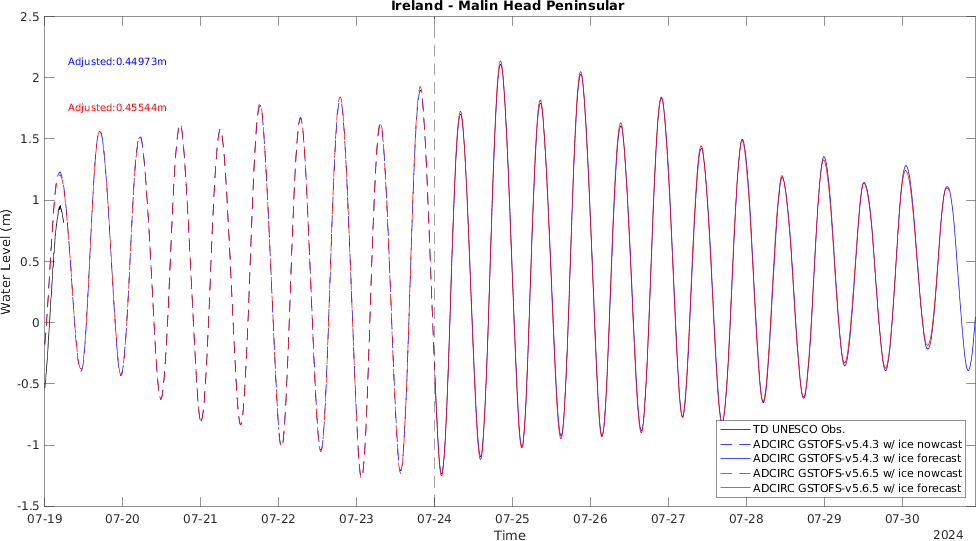 Ireland - Malin Head Peninsular
2.5
2
1.5
1
0.5
0
-0.5
-1
-1.5
Water Level (m)
Adjusted:0.44973m
Adjusted:0.45544m
TD UNESCO Obs.
ADCIRC GSTOFS-v5.4.3 w/ ice nowcast
ADCIRC GSTOFS-v5.4.3 w/ ice forecast
ADCIRC GSTOFS-v5.6.5 w/ ice nowcast
ADCIRC GSTOFS-v5.6.5 w/ ice forecast
07-19 07-20 07-21 07-22 07-23 07-24 07-25 07-26 07-27 07-28 07-29 07-30
Time
2024